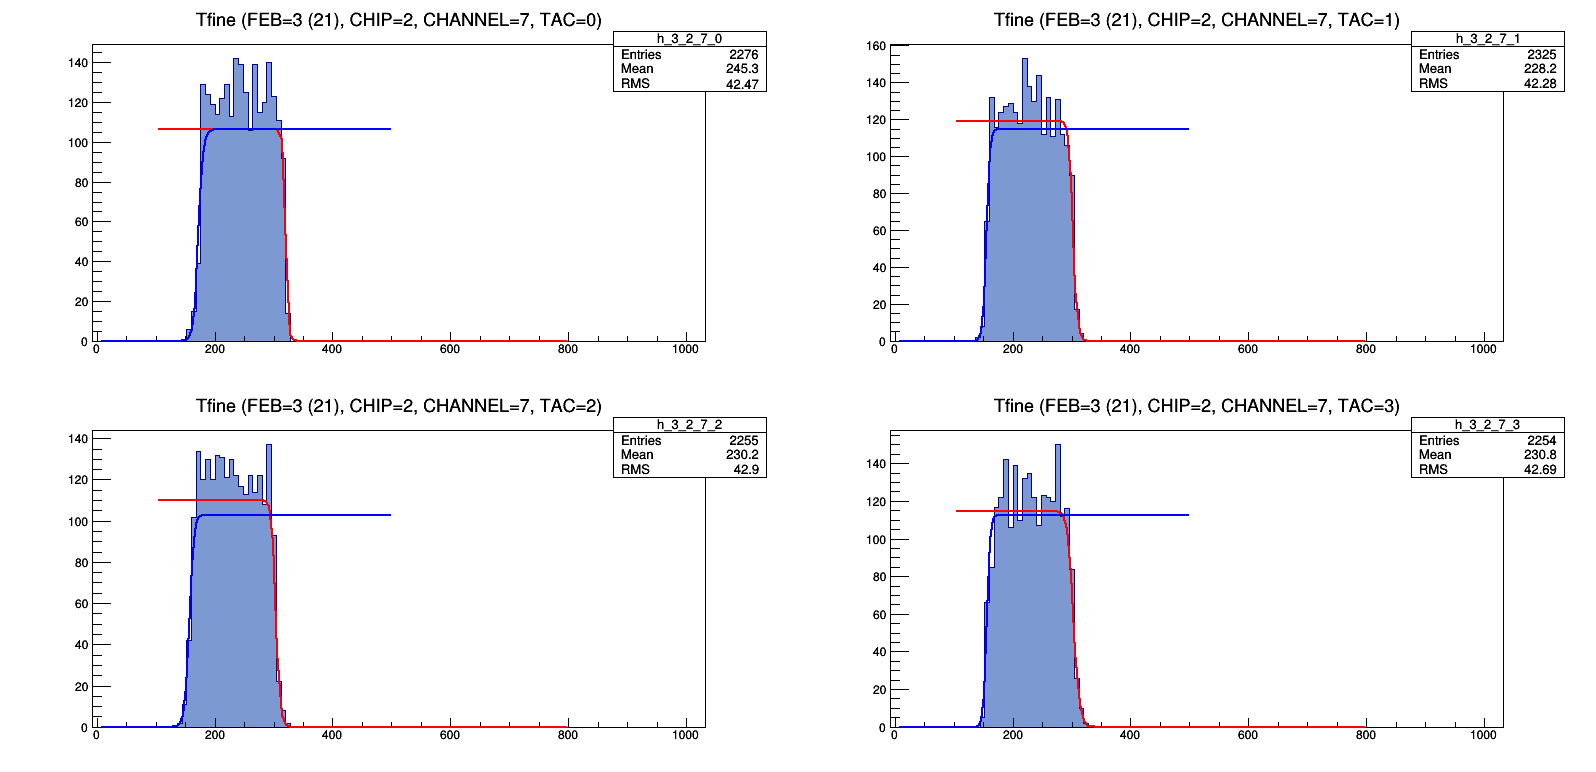 Tfine (FEB=3 (21), CHIP=2, CHANNEL=7, TAC=0)
h_3_2_7_0
Entries 2276
Mean 245.3
RMS 42.47
140
120
100
80
60
40
20
0
0 200 400 600 800 1000
Tfine (FEB=3 (21), CHIP=2, CHANNEL=7, TAC=1)
h_3_2_7_1
Entries 2325
Mean 228.2
RMS 42.28
160
140
120
100
80
60
40
20
0
0 200 400 600 800 1000
Tfine (FEB=3 (21), CHIP=2, CHANNEL=7, TAC=2)
h_3_2_7_2
Entries 2255
Mean 230.2
RMS 42.9
140
120
100
80
60
40
20
0
0 200 400 600 800 1000
Tfine (FEB=3 (21), CHIP=2, CHANNEL=7, TAC=3)
h_3_2_7_3
Entries 2254
Mean 230.8
RMS 42.69
140
120
100
80
60
40
20
0
0 200 400 600 800 1000